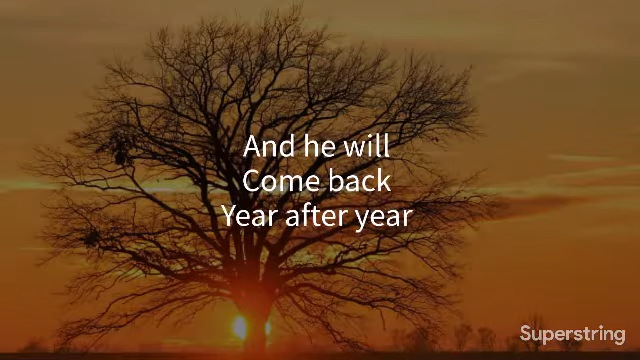 And he will
Come back
Year after year
Superstring